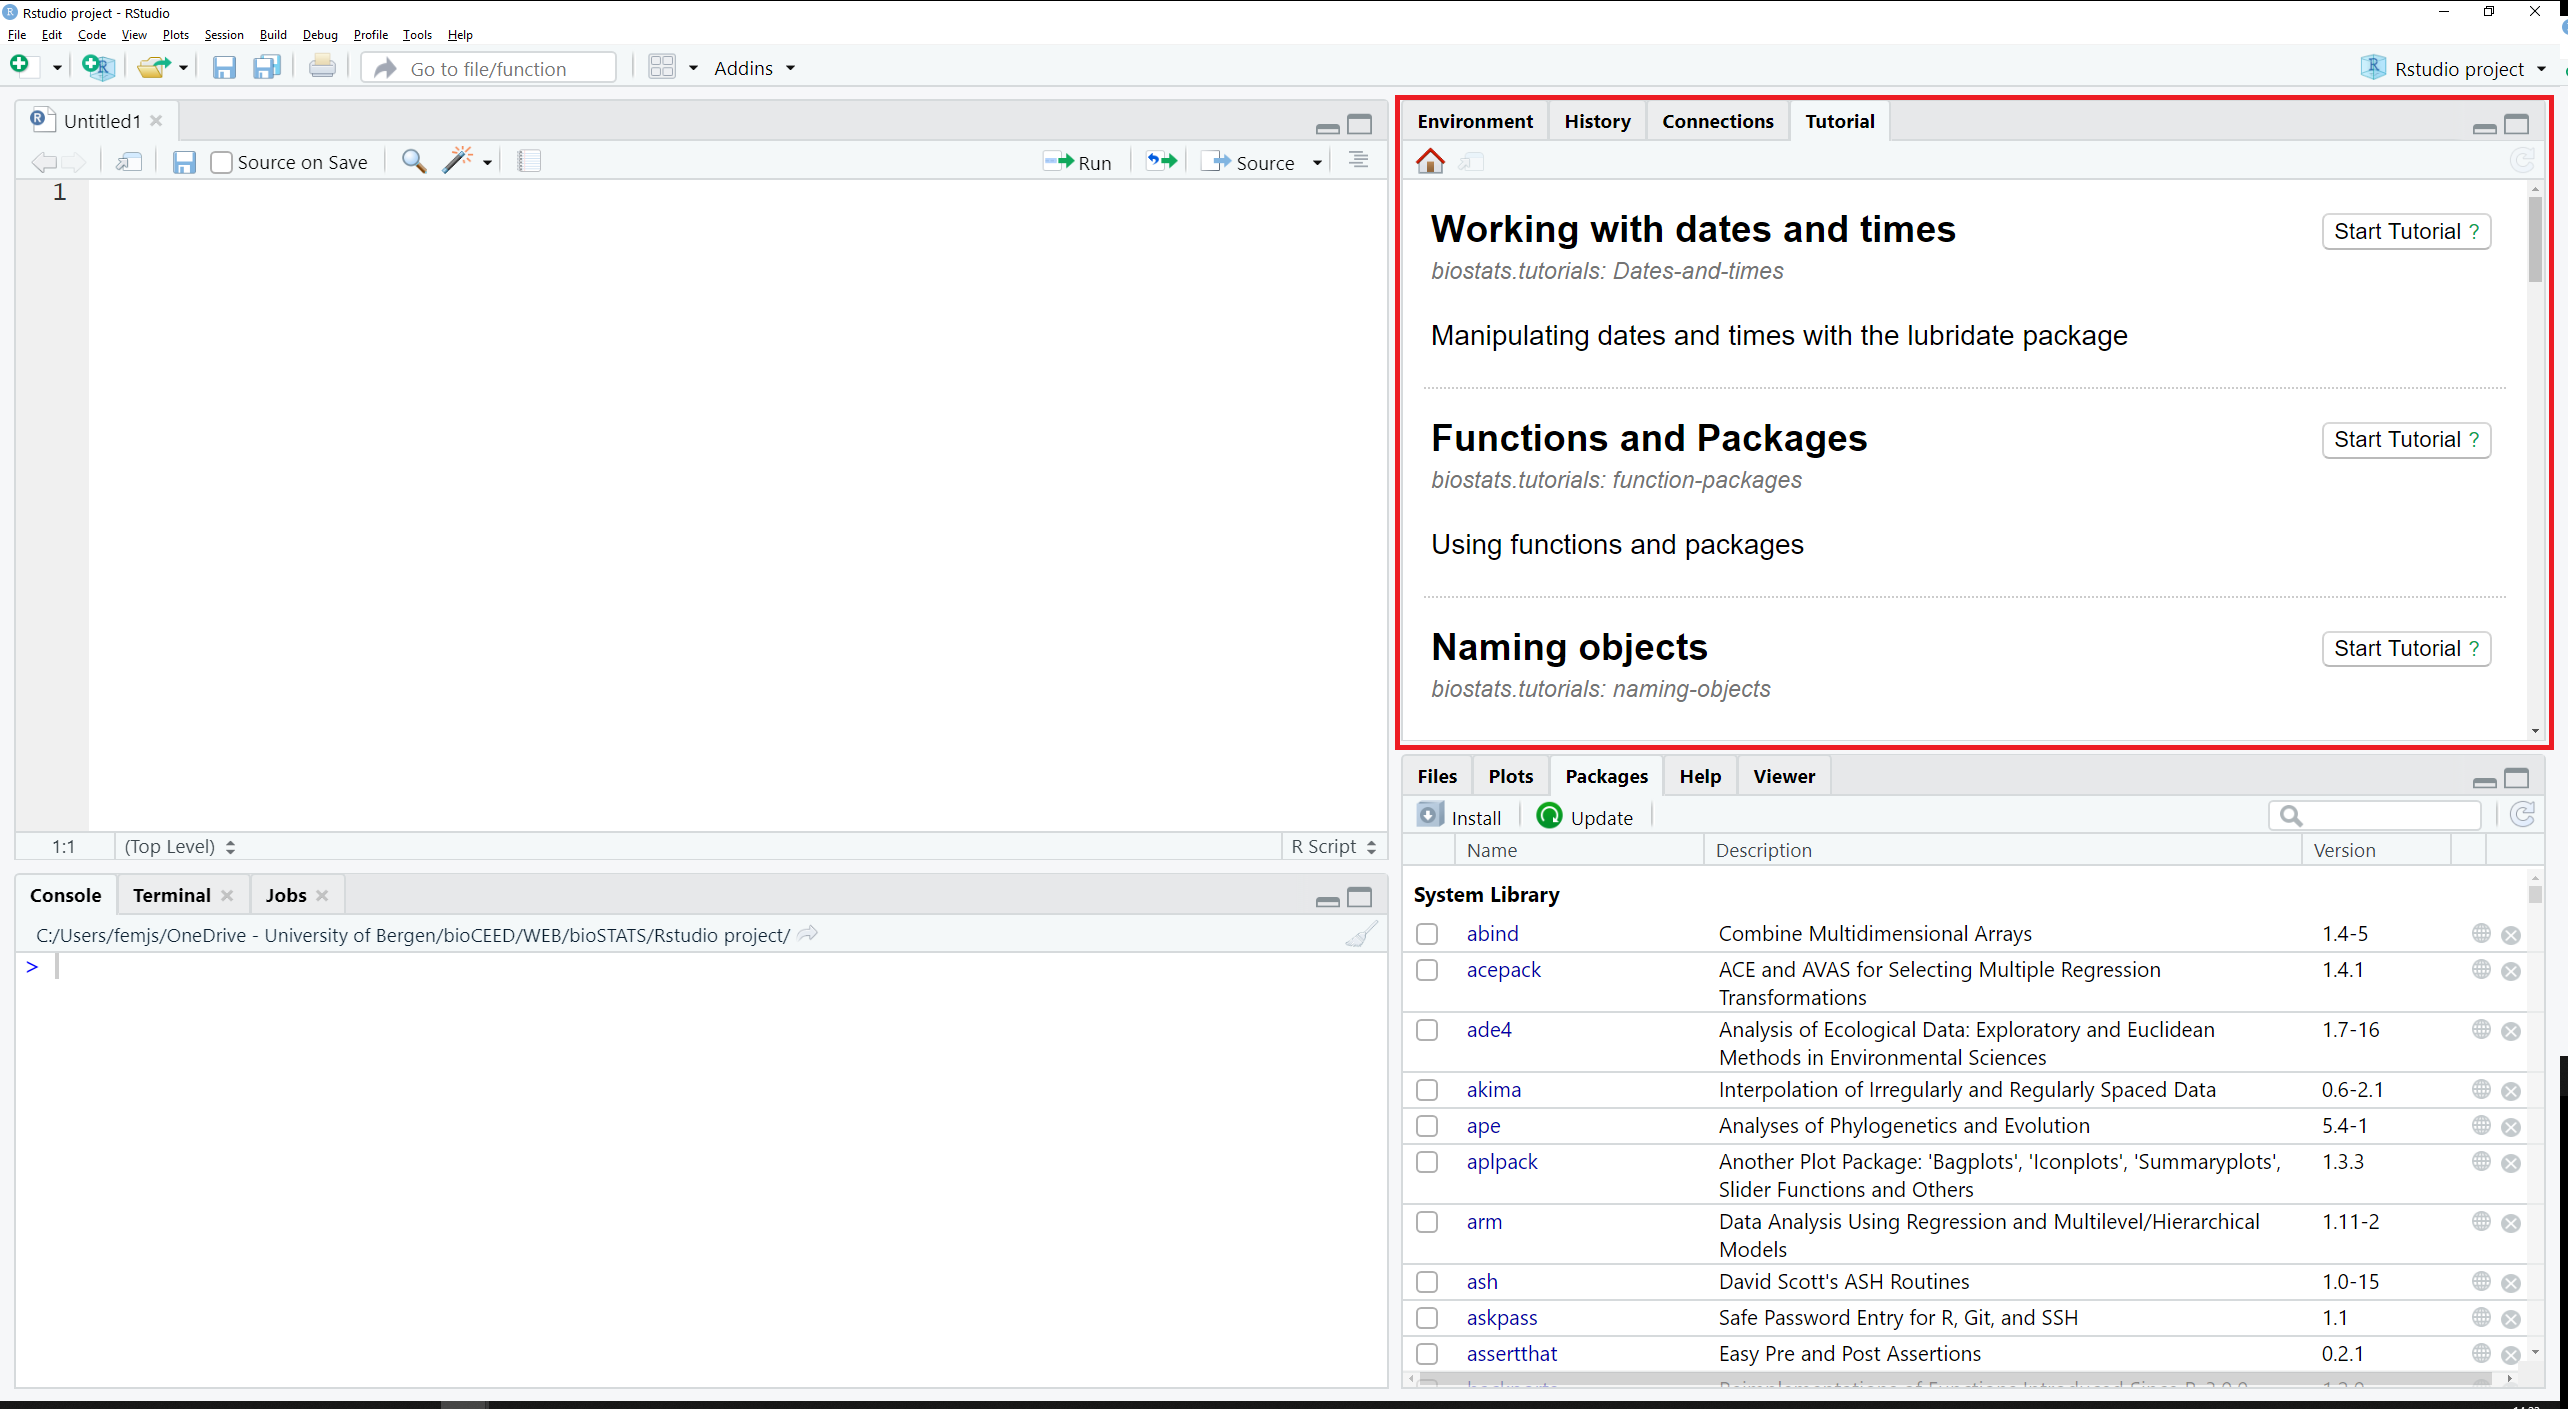 Rstudio project - RStudio
File Edit Code View Plots Session Build Debug Profile Tools Help
Go to file/function
Addins
Rstudio project
Untitled1
Source on Save
Run
Source
1
1:1
(Top Level)
R Script
Console
Terminal
Jobs
C:/Users/femjs/OneDrive - University of Bergen/bioCEED/WEB/bioSTATS/Rstudio project/
>
Environment
History
Connections
Tutorial
Working with dates and times
Start Tutorial ?
biostats.tutorials: Dates-and-times
Manipulating dates and times with the lubridate package
Functions and Packages
Start Tutorial ?
biostats.tutorials: function-packages
Using functions and packages
Naming objects
Start Tutorial ?
biostats.tutorials: naming-objects
Files
Plots
Packages
Help
Viewer
Install
Update
Name Description Version
System Library
abind Combine Multidimensional Arrays 1.4-5
acepack ACE and AVAS for Selecting Multiple Regression 1.4.1
Transformations
ade4 Analysis of Ecological Data: Exploratory and Euclidean 1.7-16
Methods in Environmental Sciences
akima Interpolation of Irregularly and Regularly Spaced Data 0.6-2.1
ape Analyses of Phylogenetics and Evolution 5.4-1
aplpack Another Plot Package: 'Bagplots', 'Iconplots', 'Summaryplots', 1.3.3
Slider Functions and Others
arm Data Analysis Using Regression and Multilevel/Hierarchical 1.11-2
Models
ash David Scott's ASH Routines 1.0-15
askpass Safe Password Entry for R, Git, and SSH 1.1
assertthat Easy Pre and Post Assertions 0.2.1